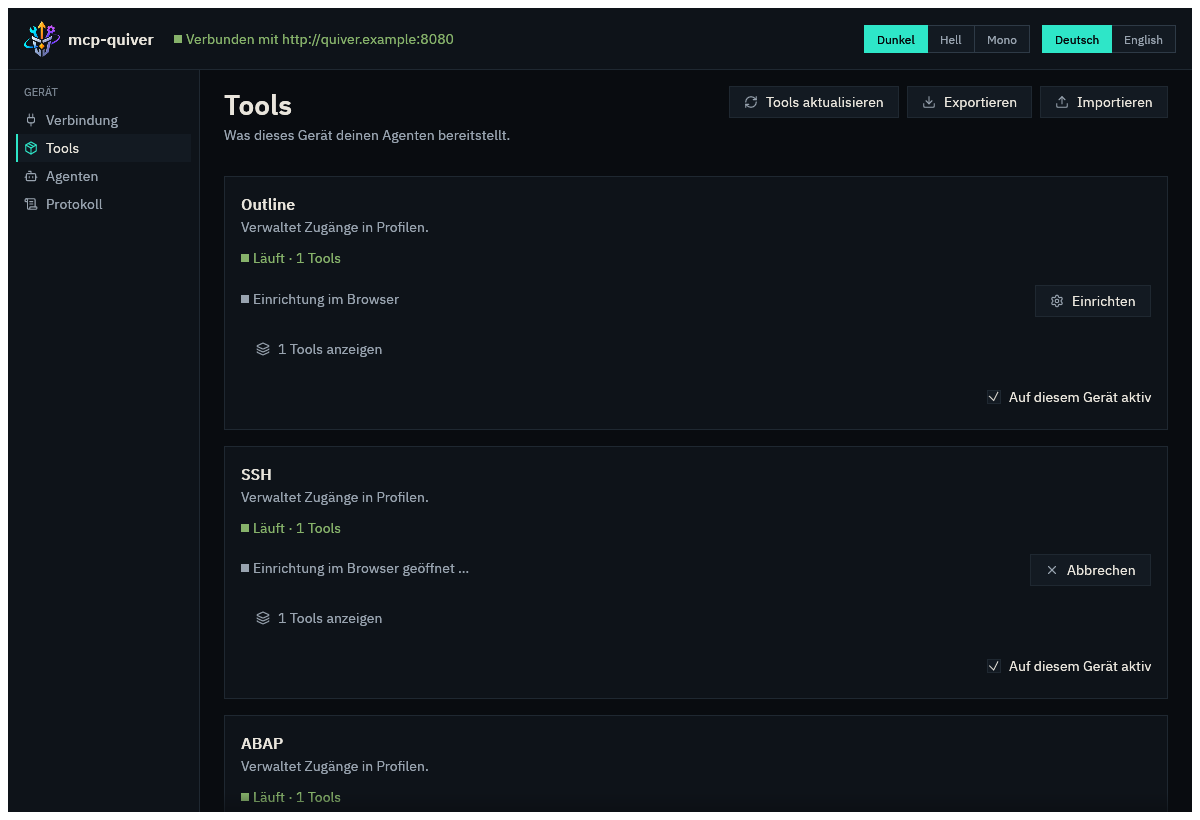 mcp-quiver
Verbunden mit http://quiver.example:8080
Dunkel
Hell
Mono
Deutsch
English
GERÄT
Verbindung
Tools
Agenten
Protokoll
Tools
Was dieses Gerät deinen Agenten bereitstellt.
Tools aktualisieren
Exportieren
Importieren
Outline
Verwaltet Zugänge in Profilen.
Läuft · 1 Tools
Einrichtung im Browser
Einrichten
1 Tools anzeigen
Auf diesem Gerät aktiv
SSH
Verwaltet Zugänge in Profilen.
Läuft · 1 Tools
Einrichtung im Browser geöffnet ...
Abbrechen
1 Tools anzeigen
Auf diesem Gerät aktiv
ABAP
Verwaltet Zugänge in Profilen.
Läuft · 1 Tools